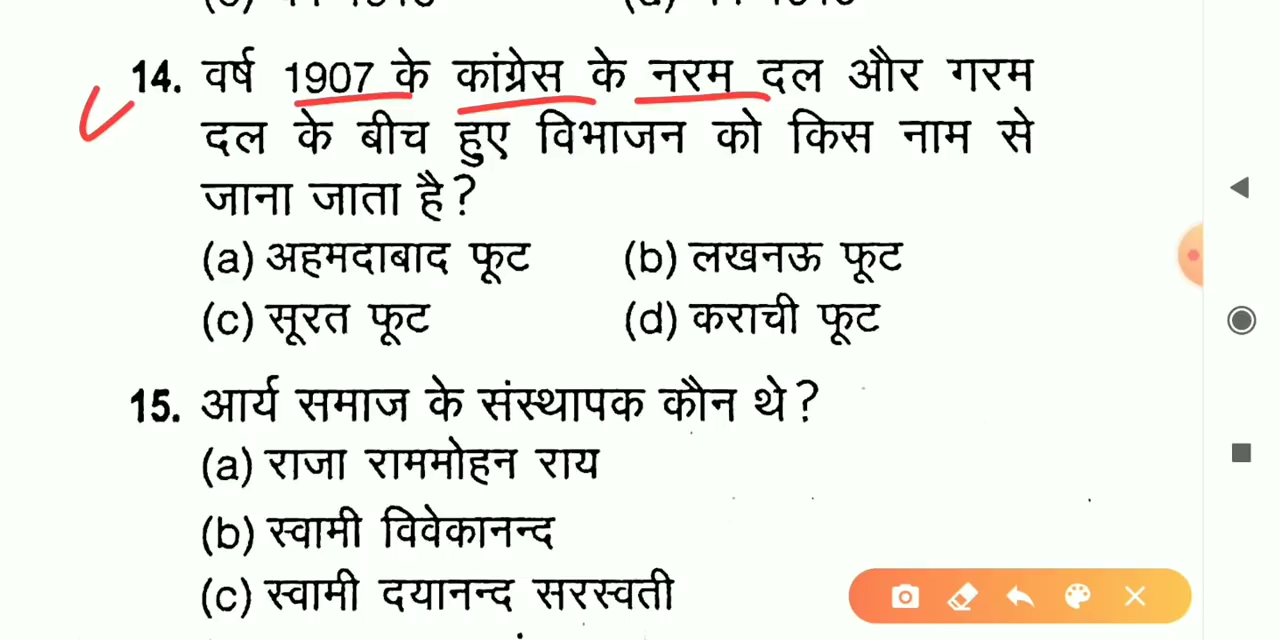 14. वर्ष 1907 के कांग्रेस के नरम दल और गरम
दल के बीच हुए विभाजन को किस नाम से
जाना जाता है?
(a) अहमदाबाद फूट (b) लखनऊ फूट
(c) सूरत फूट (d) कराची फूट
15. आर्य समाज के संस्थापक कौन थे?
(a) राजा राममोहन राय
(b) स्वामी विवेकानन्द
(c) स्वामी दयानन्द सरस्वती